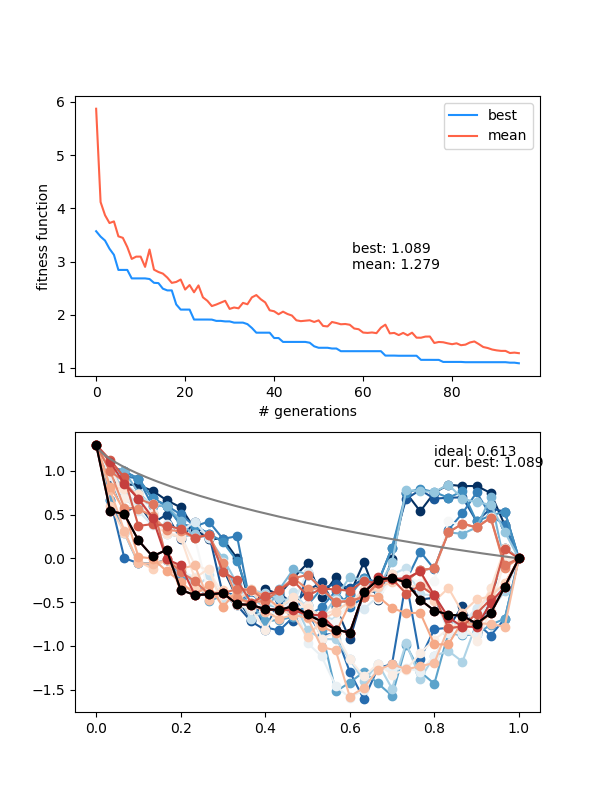 6
best
mean
5
4
fitness function
best: 1.089
mean: 1.279
3
2
1
0
20
40
60
80
# generations
ideal: 0.613
cur. best: 1.089
1.0
0.5
0.0
−0.5
−1.0
−1.5
0.0
0.2
0.4
0.6
0.8
1.0